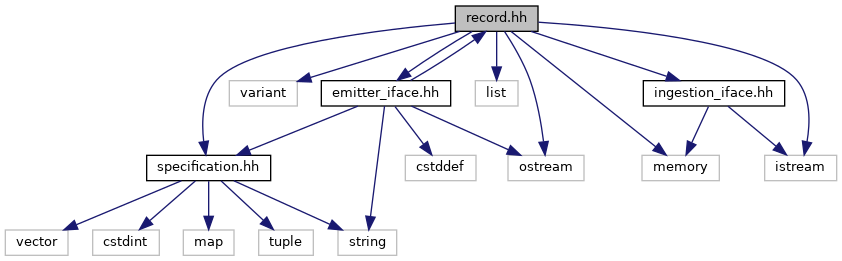 record.hh
variant
emitter_iface.hh
list
ingestion_iface.hh
specification.hh
cstddef
ostream
memory
istream
vector
cstdint
map
tuple
string